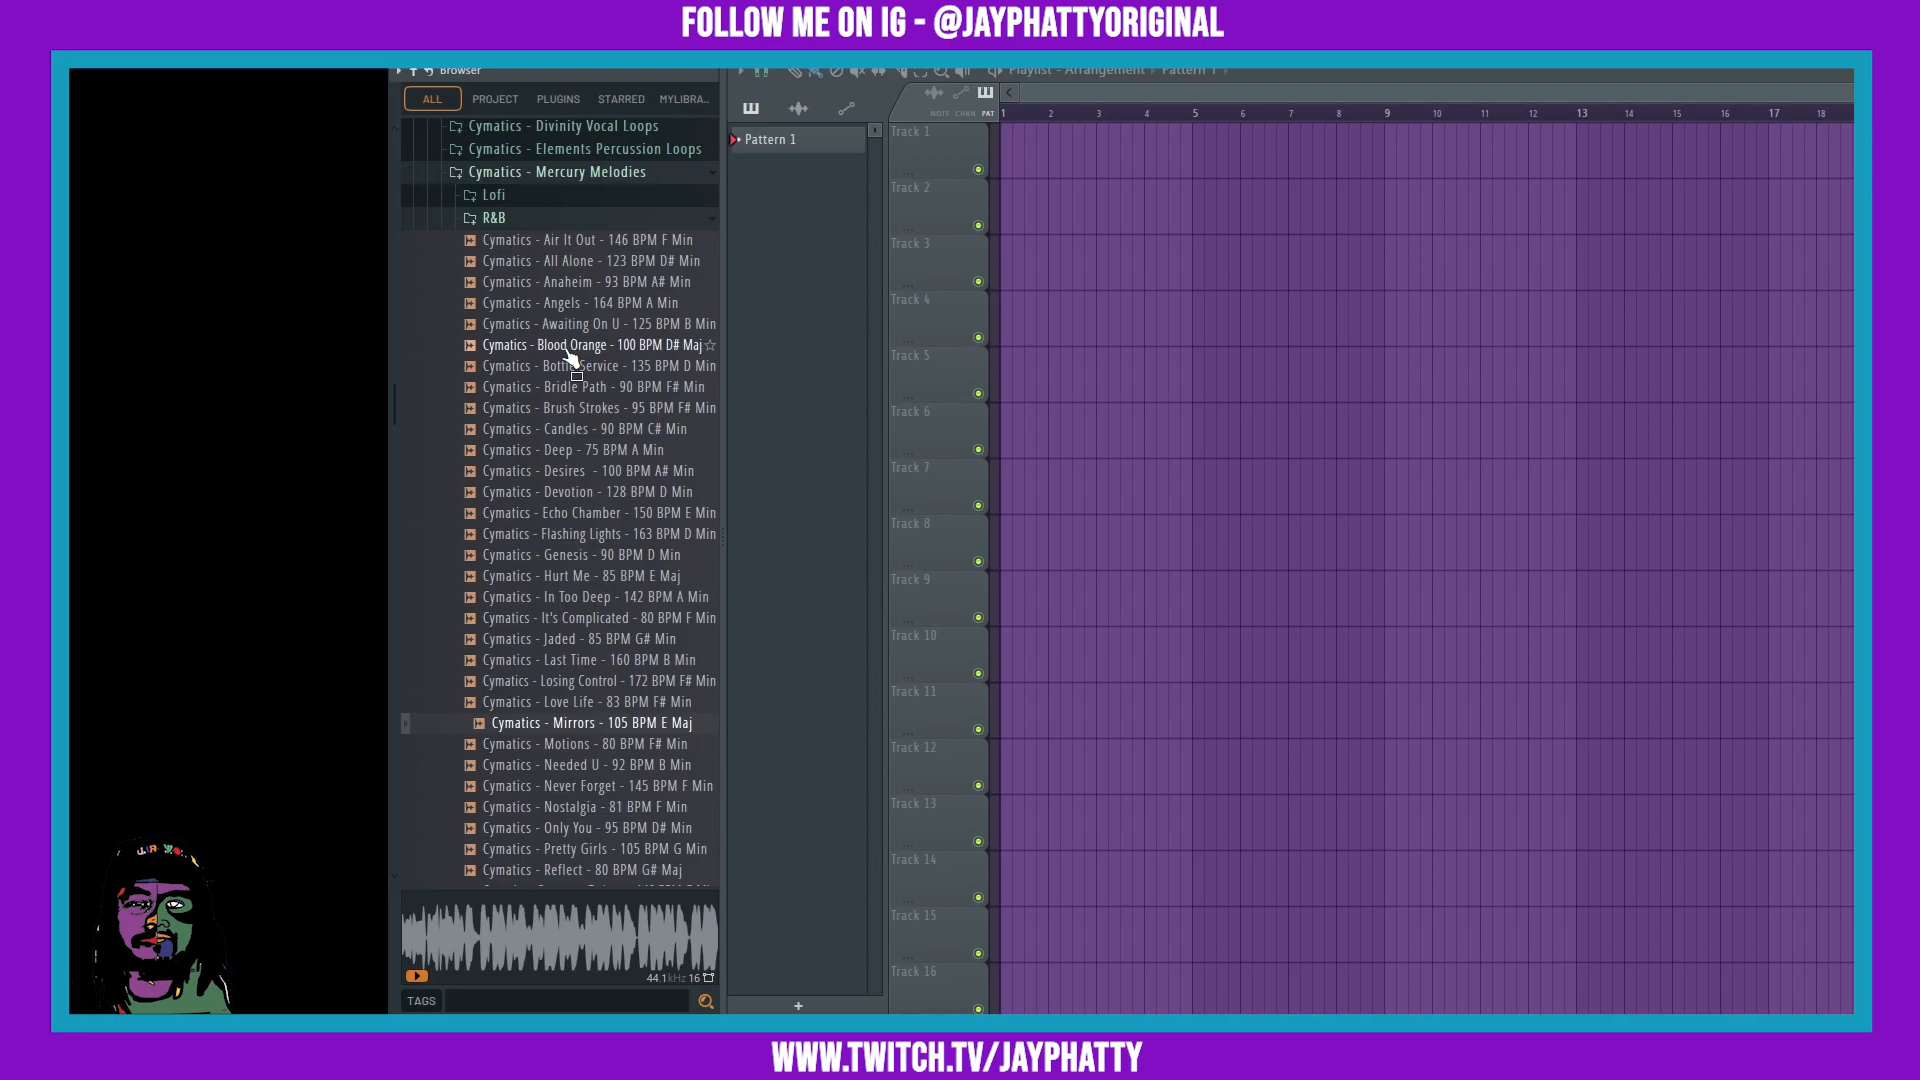 FOLLOW ME ON IG - @JAYPHATTYORIGINAL
Browser
Playlist - Arrangement › Pattern 1 ›
ALL PROJECT PLUGINS STARRED MYLIBRA..
NOTE CHAN PAT
1 2 3 4 5 6 7 8 9 10 11 12 13 14 15 16 17 18
Cymatics - Divinity Vocal Loops
Cymatics - Elements Percussion Loops
Cymatics - Mercury Melodies
Lofi
R&B
Cymatics - Air It Out - 146 BPM F Min
Cymatics - All Alone - 123 BPM D# Min
Cymatics - Anaheim - 93 BPM A# Min
Cymatics - Angels - 164 BPM A Min
Cymatics - Awaiting On U - 125 BPM B Min
Cymatics - Blood Orange - 100 BPM D# Maj
Cymatics - Bottle Service - 135 BPM D Min
Cymatics - Bridle Path - 90 BPM F# Min
Cymatics - Brush Strokes - 95 BPM F# Min
Cymatics - Candles - 90 BPM C# Min
Cymatics - Deep - 75 BPM A Min
Cymatics - Desires - 100 BPM A# Min
Cymatics - Devotion - 128 BPM D Min
Cymatics - Echo Chamber - 150 BPM E Min
Cymatics - Flashing Lights - 163 BPM D Min
Cymatics - Genesis - 90 BPM D Min
Cymatics - Hurt Me - 85 BPM E Maj
Cymatics - In Too Deep - 142 BPM A Min
Cymatics - It's Complicated - 80 BPM F Min
Cymatics - Jaded - 85 BPM G# Min
Cymatics - Last Time - 160 BPM B Min
Cymatics - Losing Control - 172 BPM F# Min
Cymatics - Love Life - 83 BPM F# Min
Cymatics - Mirrors - 105 BPM E Maj
Cymatics - Motions - 80 BPM F# Min
Cymatics - Needed U - 92 BPM B Min
Cymatics - Never Forget - 145 BPM F Min
Cymatics - Nostalgia - 81 BPM F Min
Cymatics - Only You - 95 BPM D# Min
Cymatics - Pretty Girls - 105 BPM G Min
Cymatics - Reflect - 80 BPM G# Maj
44.1kHz 16
TAGS
Pattern 1
+
Track 1
Track 2
Track 3
Track 4
Track 5
Track 6
Track 7
Track 8
Track 9
Track 10
Track 11
Track 12
Track 13
Track 14
Track 15
Track 16
WWW.TWITCH.TV/JAYPHATTY